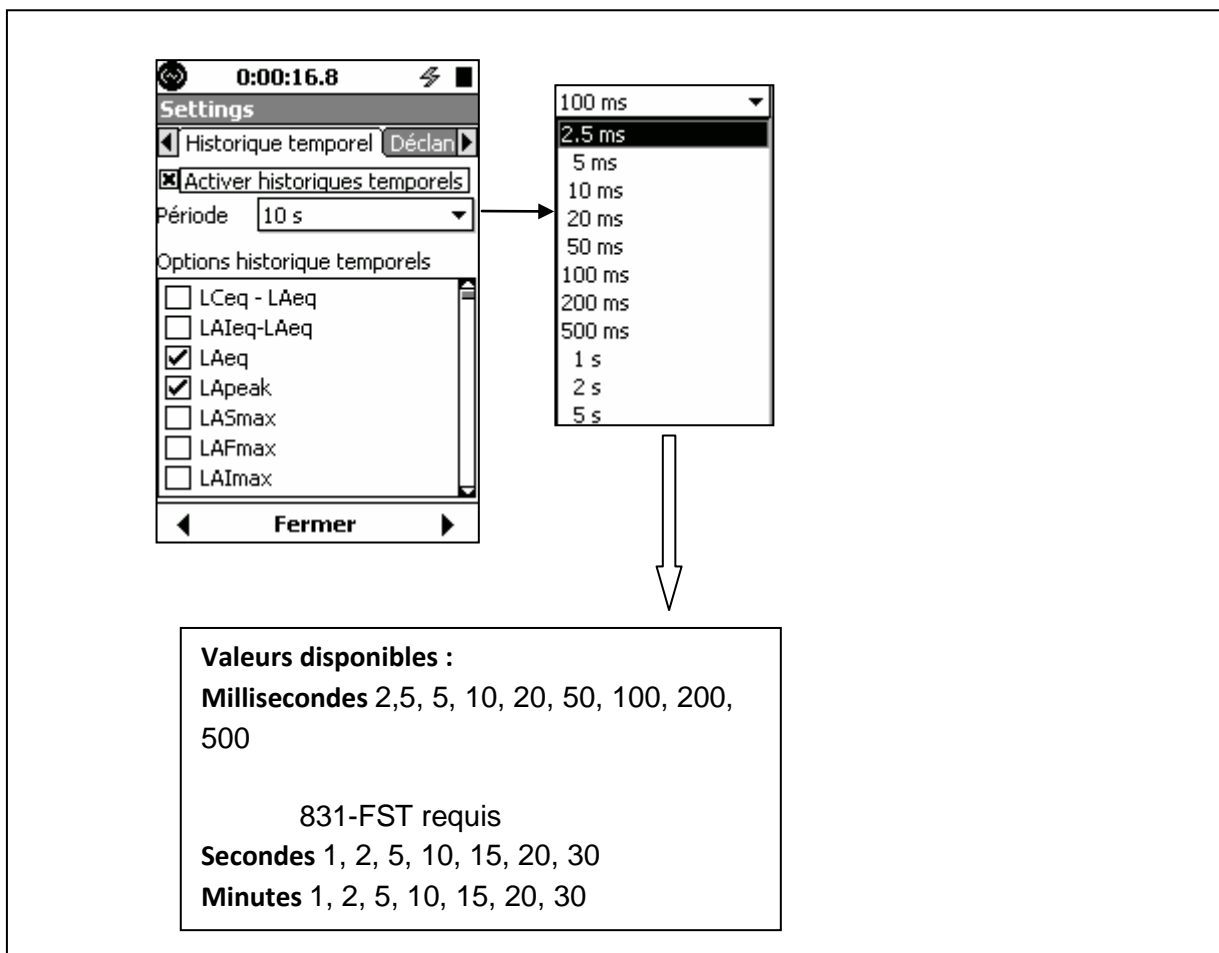 0:00:16.8
Settings
Historique temporel Déclan
Activer historiques temporels
Période 10 s
Options historique temporels
LCeq - LAeq
LAIeq-LAeq
LAeq
LApeak
LASmax
LAFmax
LAImax
Fermer
100 ms
2.5 ms
5 ms
10 ms
20 ms
50 ms
100 ms
200 ms
500 ms
1 s
2 s
5 s
Valeurs disponibles :
Millisecondes 2,5, 5, 10, 20, 50, 100, 200,
500
831-FST requis
Secondes 1, 2, 5, 10, 15, 20, 30
Minutes 1, 2, 5, 10, 15, 20, 30